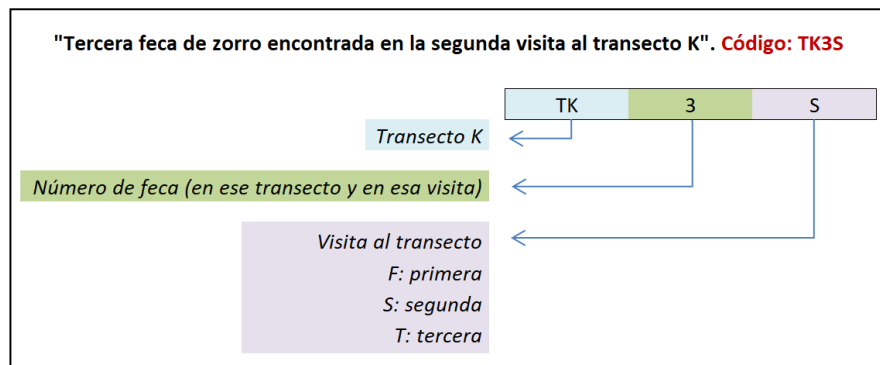 "Tercera feca de zorro encontrada en la segunda visita al transecto K". Código: TK3S
TK 3 S
Transecto K
Número de feca (en ese transecto y en esa visita)
Visita al transecto
F: primera
S: segunda
T: tercera